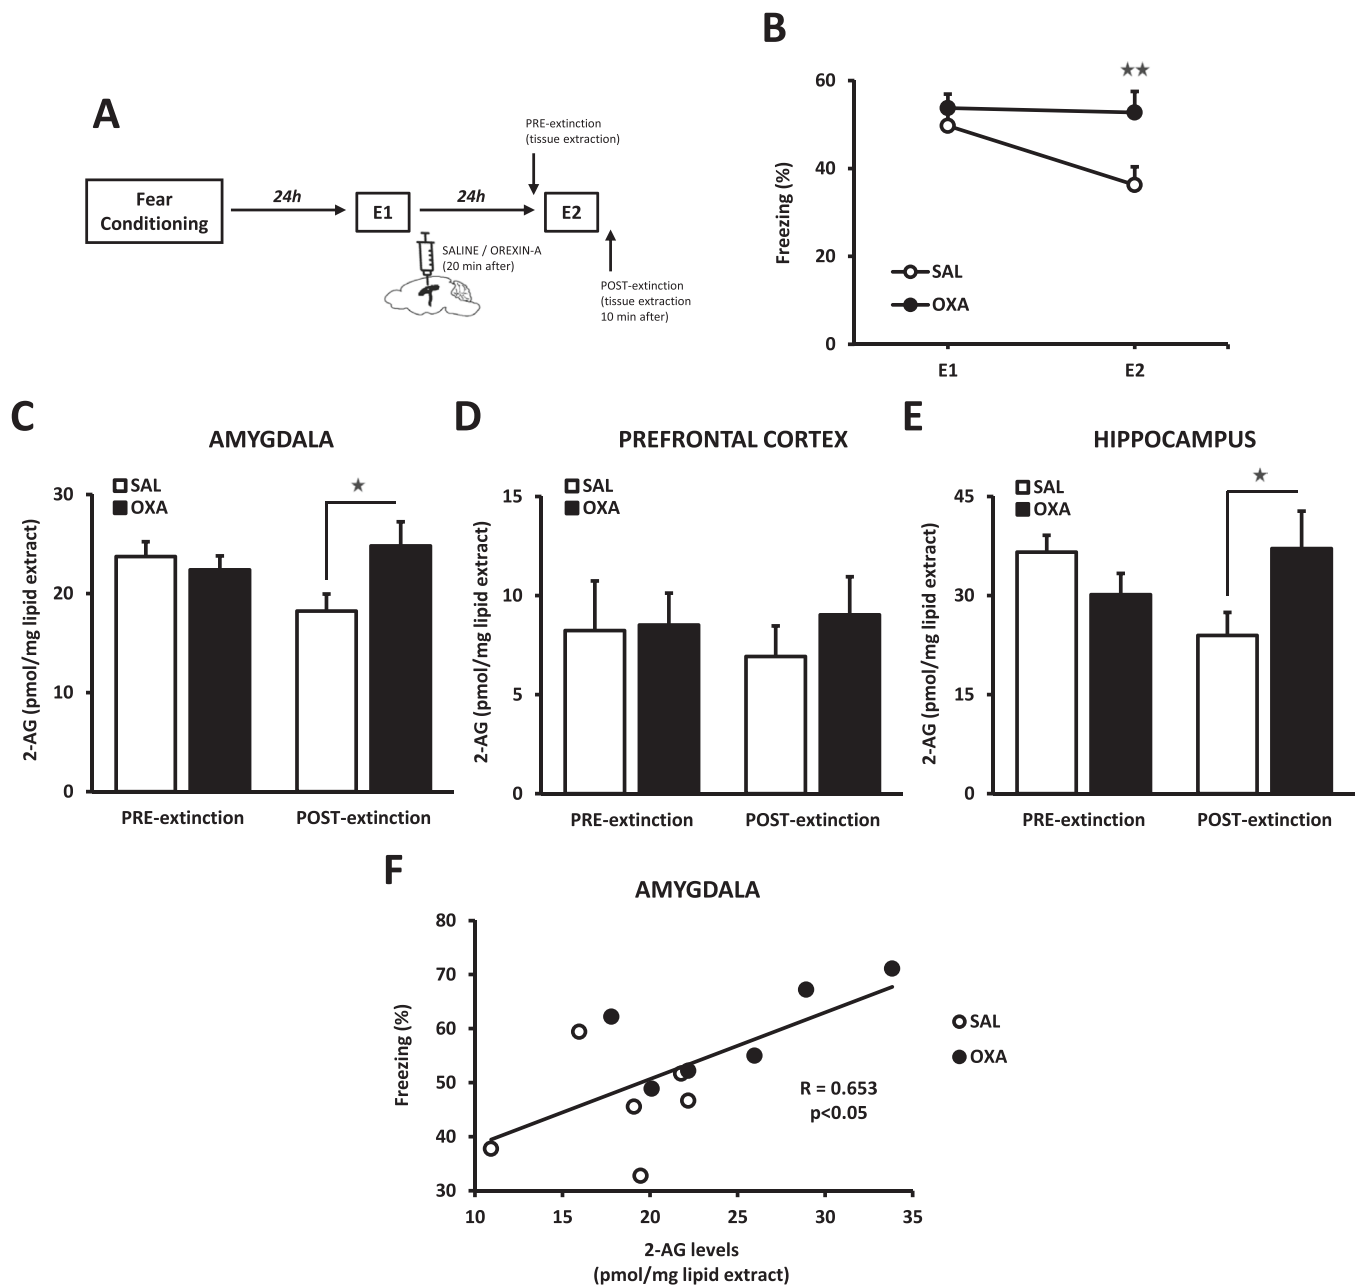 A
Fear
Conditioning
24h
E1
24h
E2
PRE-extinction
(tissue extraction)
SALINE / OREXIN-A
(20 min after)
POST-extinction
(tissue extraction
10 min after)
B
★★
60
40
20
0
Freezing (%)
SAL
OXA
E1
E2
C
AMYGDALA
SAL
OXA
★
30
20
10
0
2-AG (pmol/mg lipid extract)
PRE-extinction
POST-extinction
D
PREFRONTAL CORTEX
SAL
OXA
15
10
5
0
2-AG (pmol/mg lipid extract)
PRE-extinction
POST-extinction
E
HIPPOCAMPUS
SAL
OXA
★
45
30
15
0
2-AG (pmol/mg lipid extract)
PRE-extinction
POST-extinction
F
AMYGDALA
80
70
60
50
40
30
Freezing (%)
SAL
OXA
R = 0.653
p<0.05
10 15 20 25 30 35
2-AG levels
(pmol/mg lipid extract)